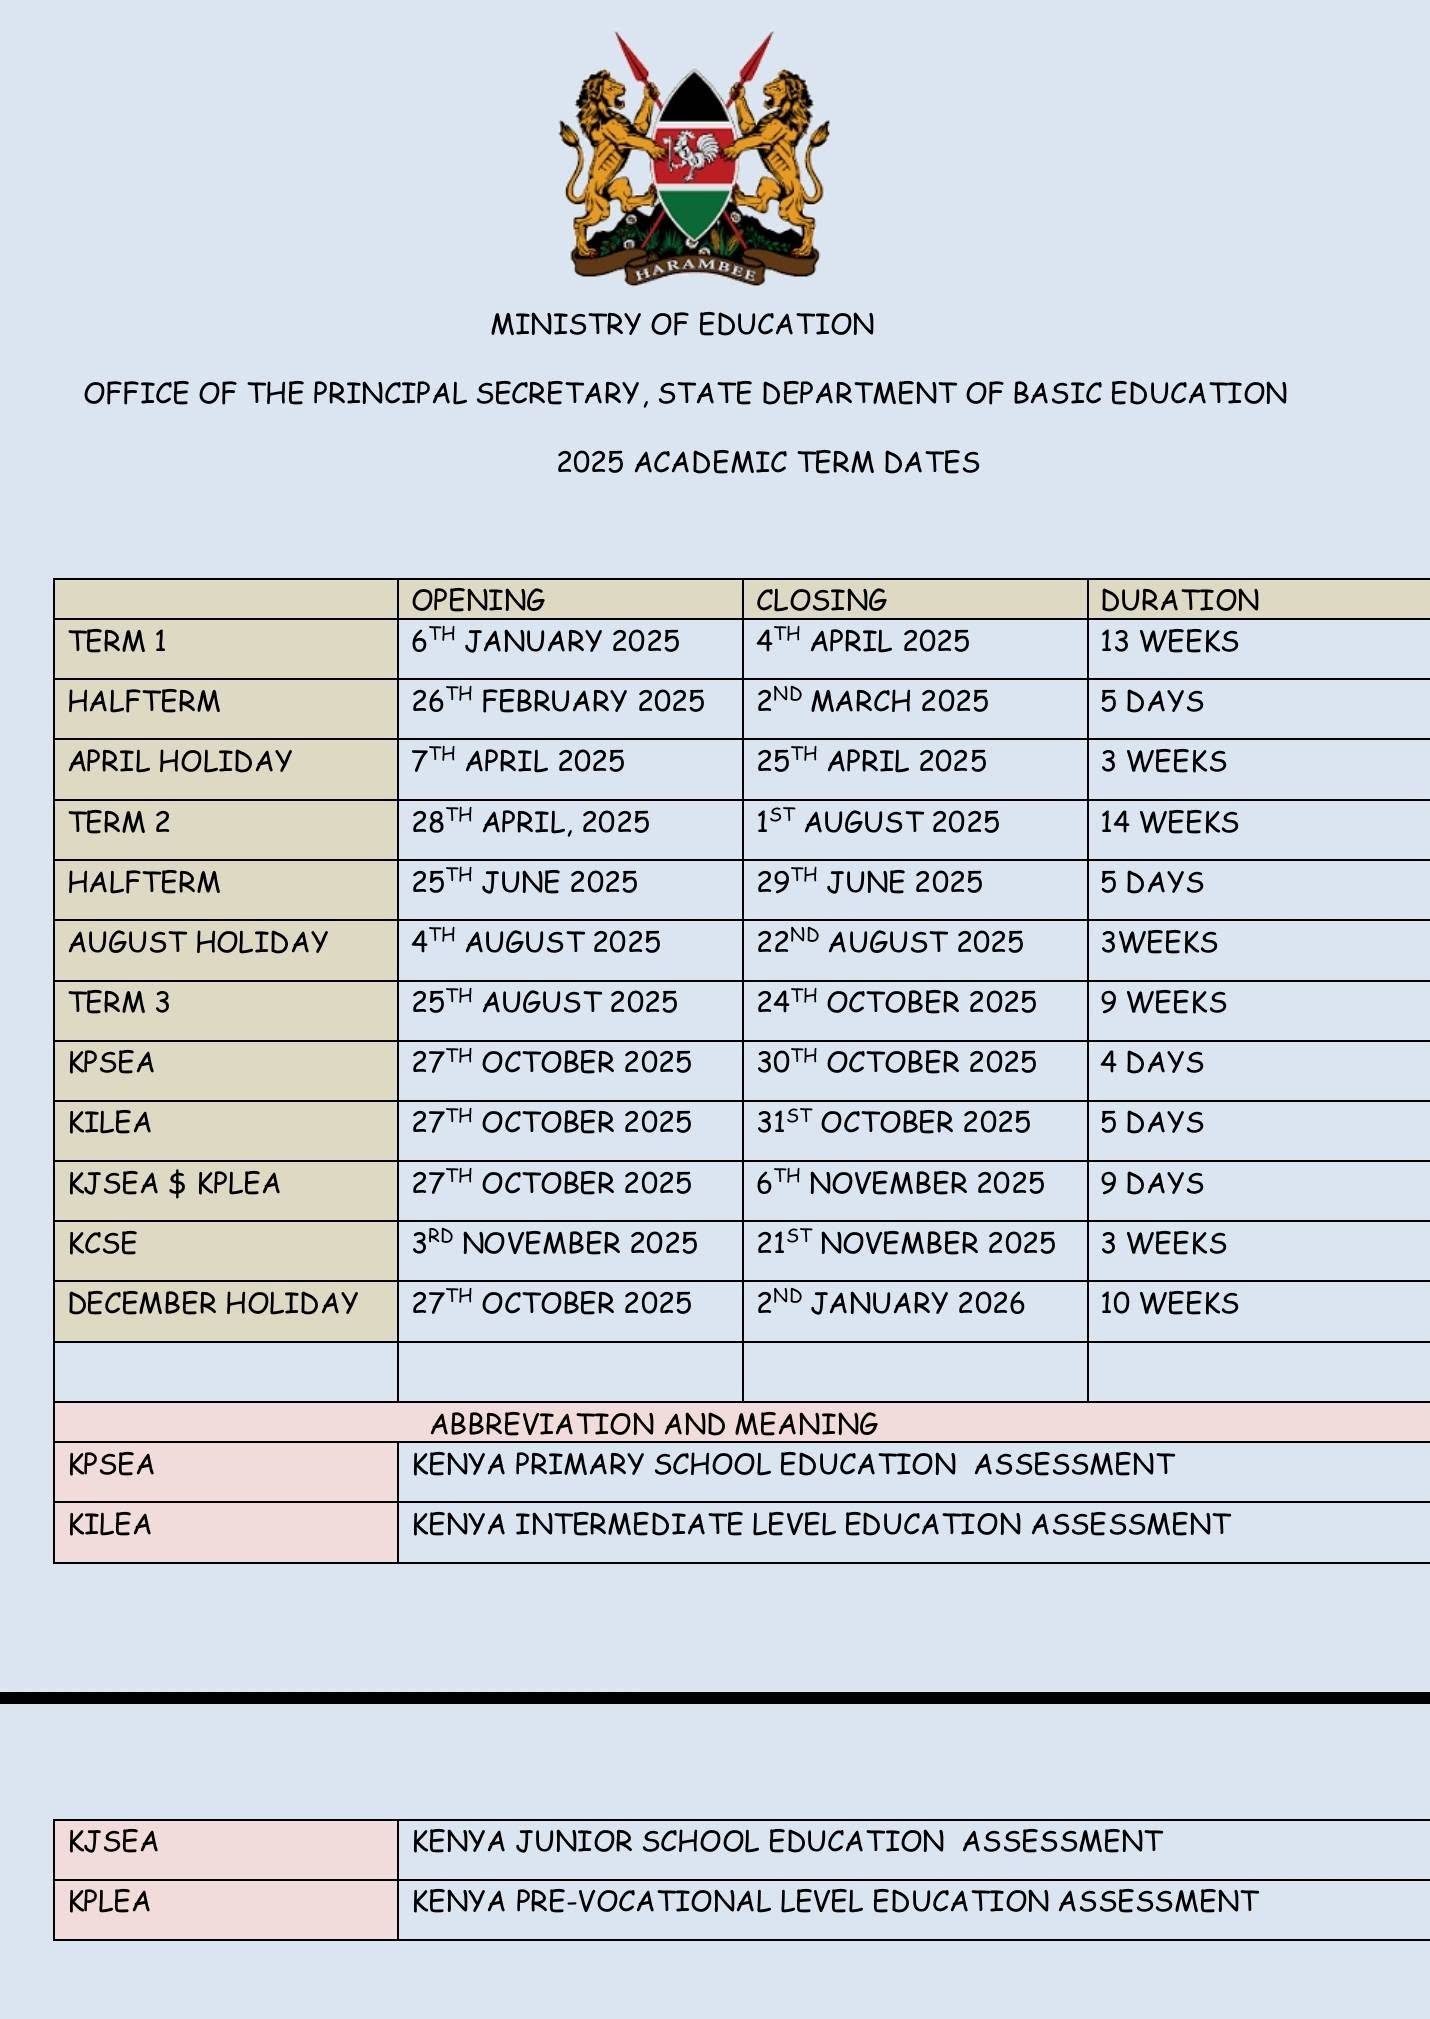 HARAMBEE
MINISTRY OF EDUCATION
OFFICE OF THE PRINCIPAL SECRETARY, STATE DEPARTMENT OF BASIC EDUCATION
2025 ACADEMIC TERM DATES
OPENING CLOSING DURATION
TERM 1 6TH JANUARY 2025 4TH APRIL 2025 13 WEEKS
HALFTERM 26TH FEBRUARY 2025 2ND MARCH 2025 5 DAYS
APRIL HOLIDAY 7TH APRIL 2025 25TH APRIL 2025 3 WEEKS
TERM 2 28TH APRIL, 2025 1ST AUGUST 2025 14 WEEKS
HALFTERM 25TH JUNE 2025 29TH JUNE 2025 5 DAYS
AUGUST HOLIDAY 4TH AUGUST 2025 22ND AUGUST 2025 3WEEKS
TERM 3 25TH AUGUST 2025 24TH OCTOBER 2025 9 WEEKS
KPSEA 27TH OCTOBER 2025 30TH OCTOBER 2025 4 DAYS
KILEA 27TH OCTOBER 2025 31ST OCTOBER 2025 5 DAYS
KJSEA $ KPLEA 27TH OCTOBER 2025 6TH NOVEMBER 2025 9 DAYS
KCSE 3RD NOVEMBER 2025 21ST NOVEMBER 2025 3 WEEKS
DECEMBER HOLIDAY 27TH OCTOBER 2025 2ND JANUARY 2026 10 WEEKS
ABBREVIATION AND MEANING
KPSEA KENYA PRIMARY SCHOOL EDUCATION ASSESSMENT
KILEA KENYA INTERMEDIATE LEVEL EDUCATION ASSESSMENT
KJSEA KENYA JUNIOR SCHOOL EDUCATION ASSESSMENT
KPLEA KENYA PRE-VOCATIONAL LEVEL EDUCATION ASSESSMENT